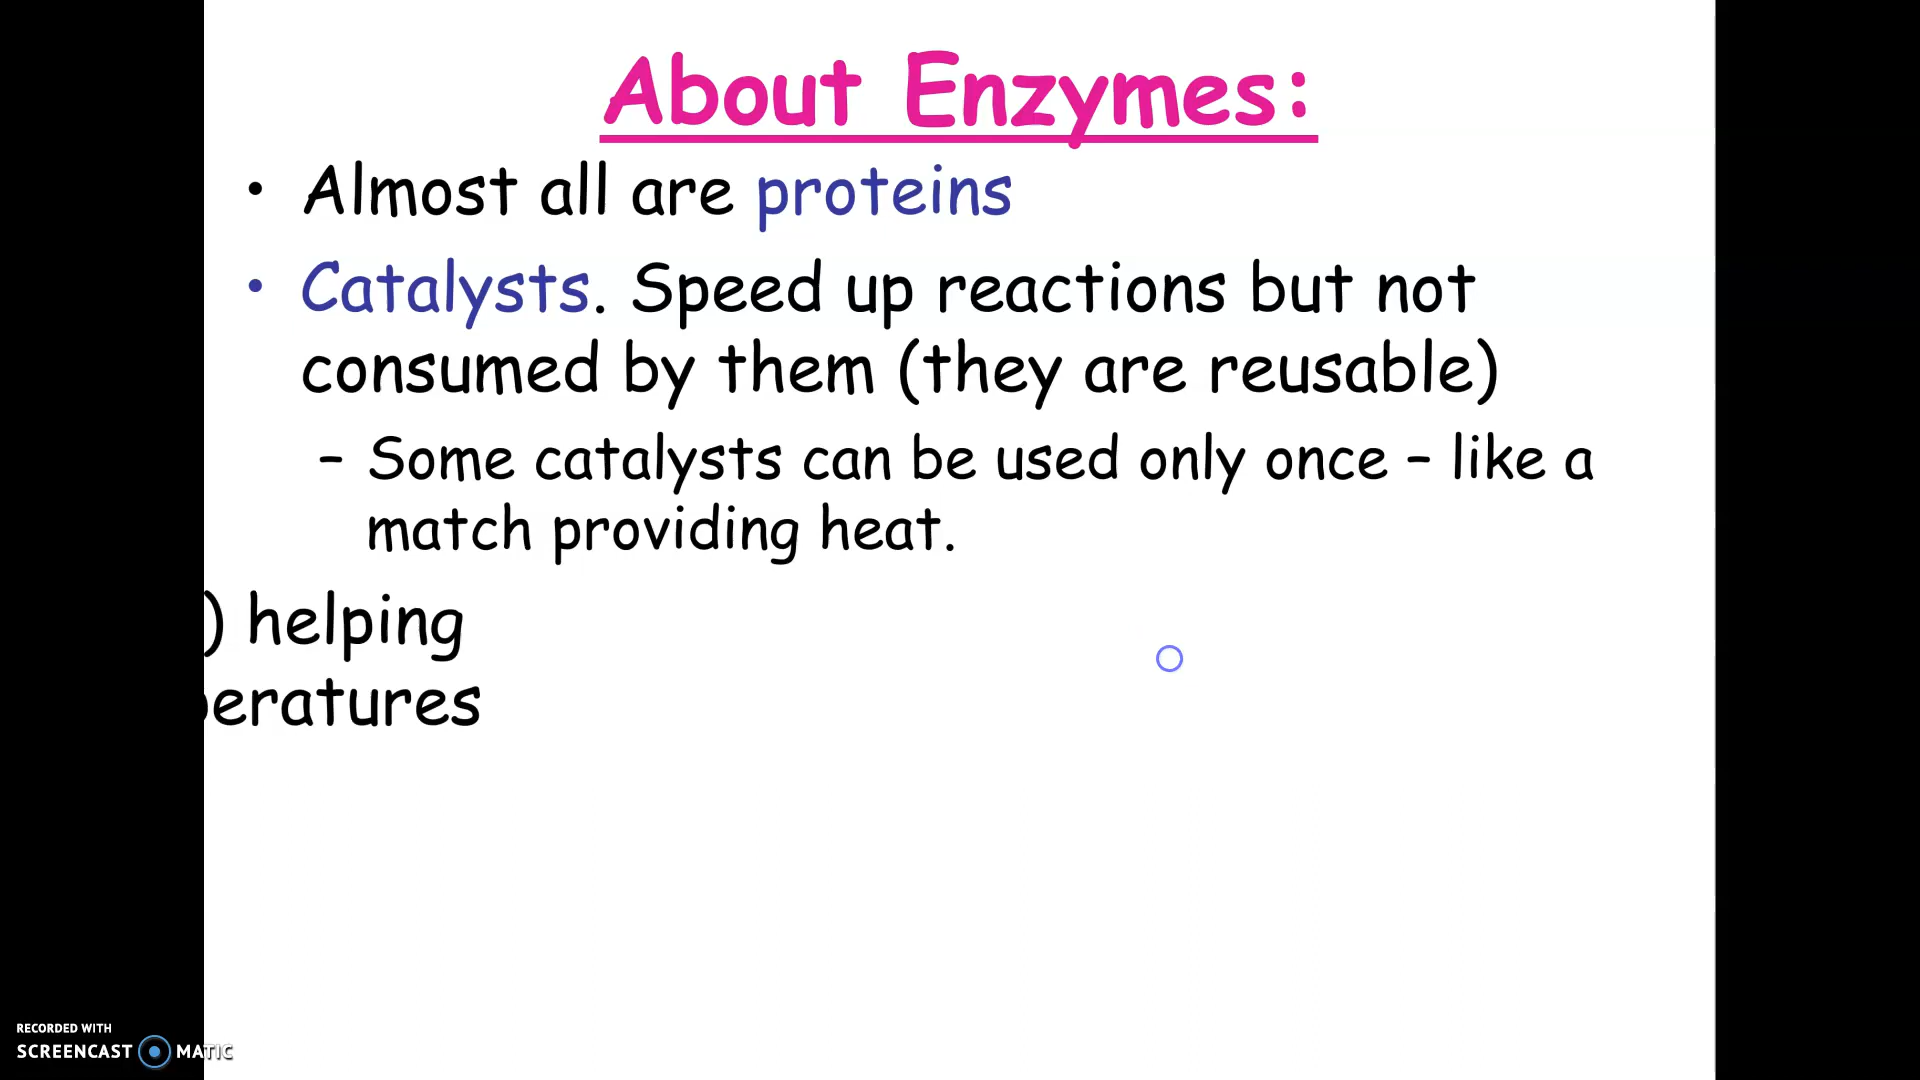 About Enzymes:
• Almost all are proteins
• Catalysts. Speed up reactions but not
consumed by them (they are reusable)
– Some catalysts can be used only once – like a
match providing heat.
) helping
peratures
RECORDED WITH
SCREENCAST MATIC